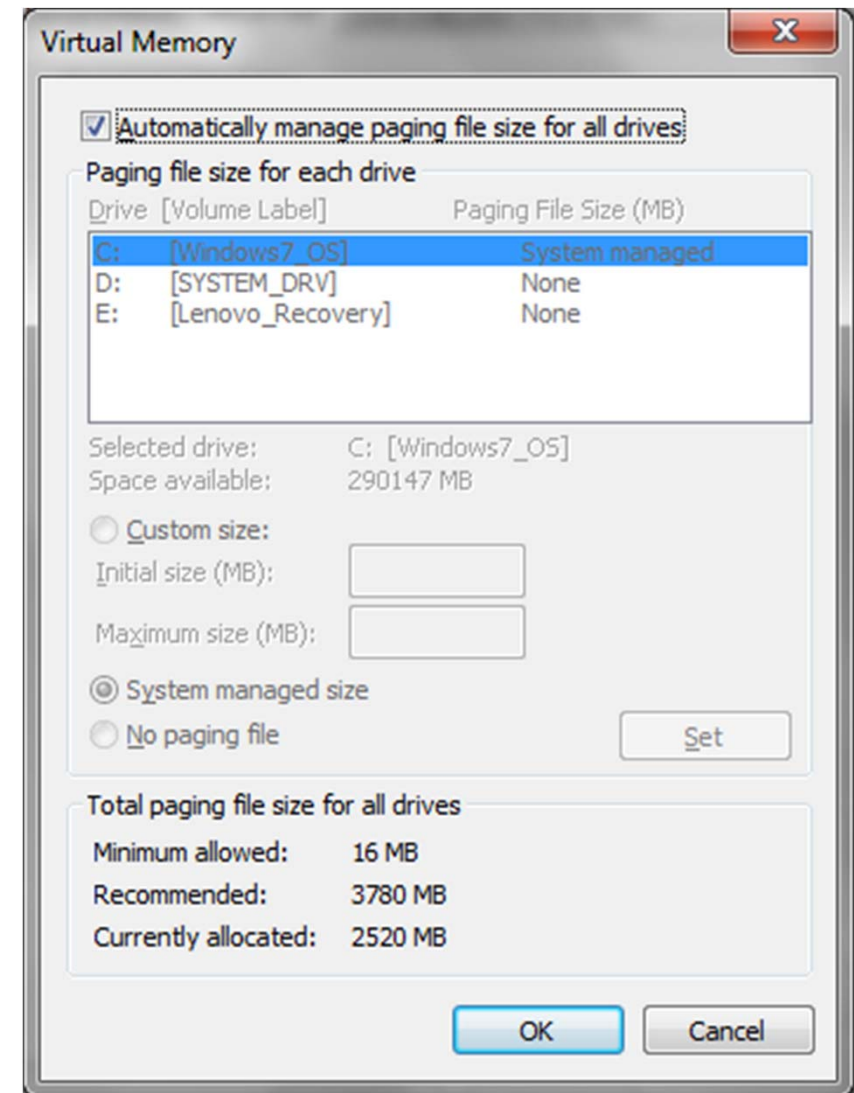 Virtual Memory
Automatically manage paging file size for all drives
Paging file size for each drive
Drive [Volume Label] Paging File Size (MB)
C: [Windows7_OS] System managed
D: [SYSTEM_DRV] None
E: [Lenovo_Recovery] None
Selected drive: C: [Windows7_OS]
Space available: 290147 MB
Custom size:
Initial size (MB):
Maximum size (MB):
System managed size
No paging file Set
Total paging file size for all drives
Minimum allowed: 16 MB
Recommended: 3780 MB
Currently allocated: 2520 MB
OK Cancel